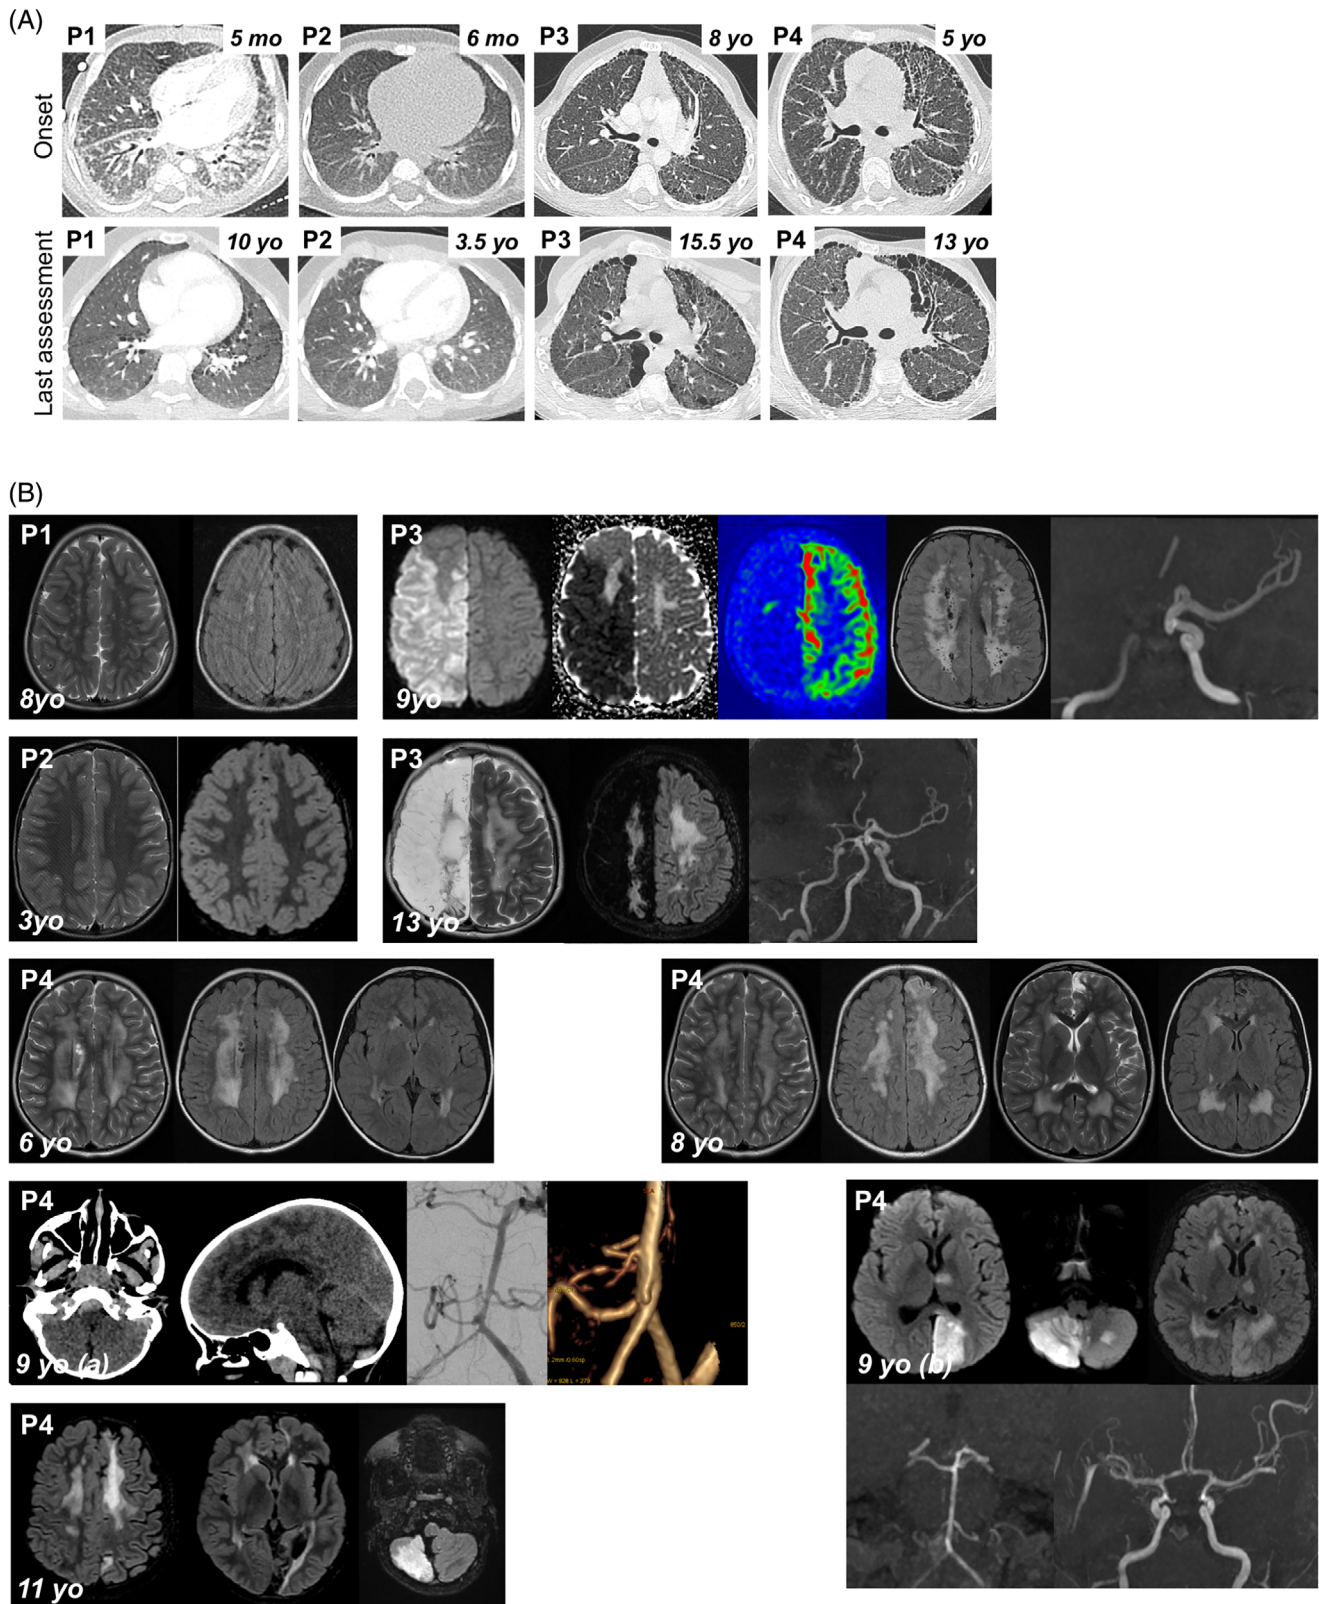 (A)
P1 5 mo P2 6 mo P3 8 yo P4 5 yo
Onset
P1 10 yo P2 3.5 yo P3 15.5 yo P4 13 yo
Last assessment
(B)
P1 P3
8yo 9yo
P2 P3
3yo 13 yo
P4 P4
6 yo 8 yo
P4 P4
9 yo (a) 9 yo (b)
P4
11 yo